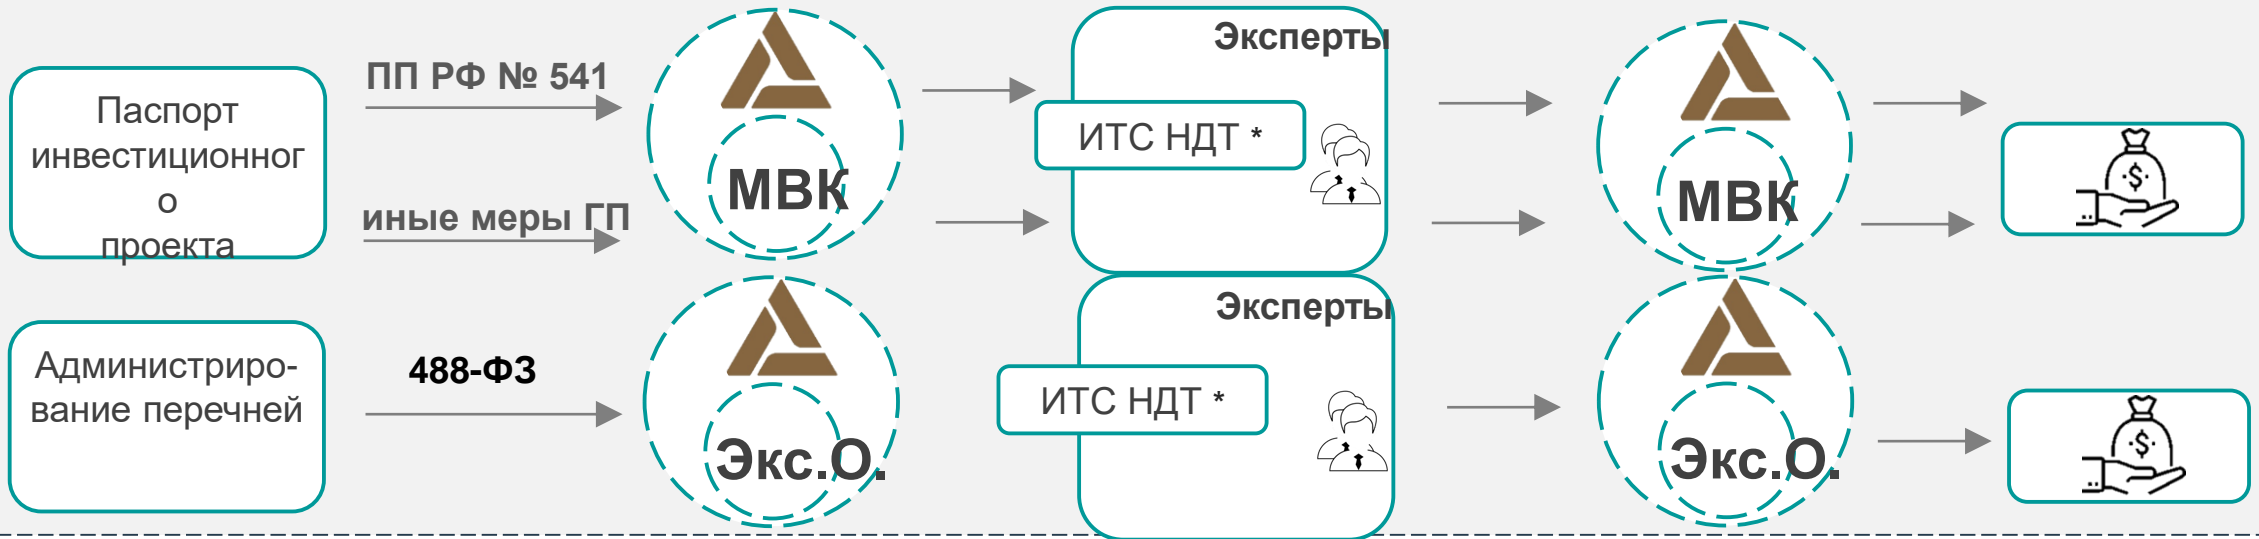 Паспорт
инвестиционног
о
проекта
ПП РФ № 541
иные меры ГП
МВК
Эксперты
ИТС НДТ *
МВК
$
Администриро-
вание перечней
488-ФЗ
Экс.О.
Эксперты
ИТС НДТ *
Экс.О.
$